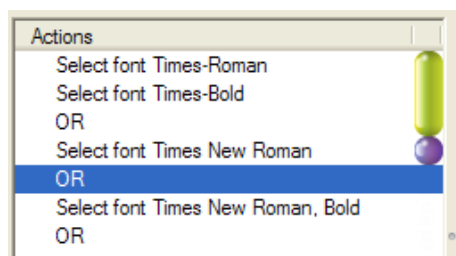 Actions
Select font Times-Roman
Select font Times-Bold
OR
Select font Times New Roman
OR
Select font Times New Roman, Bold
OR